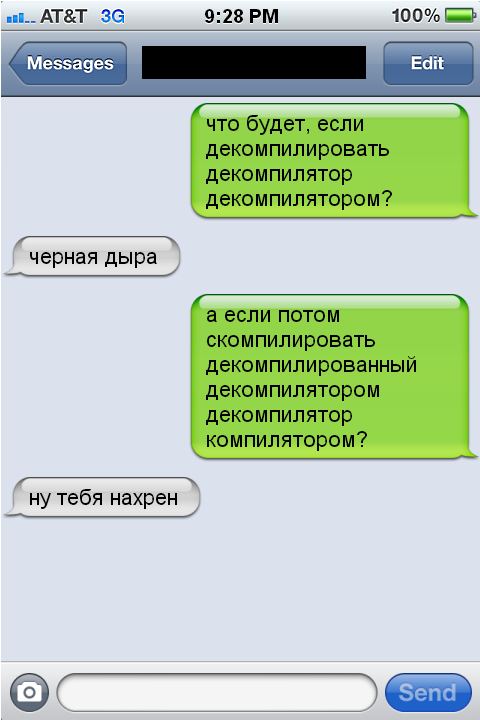 AT&T 3G 9:28 PM 100%
Messages Edit
что будет, если
декомпилировать
декомпилятор
декомпилятором?
черная дыра
а если потом
скомпилировать
декомпилированный
декомпилятором
декомпилятор
компилятором?
ну тебя нахрен
Send